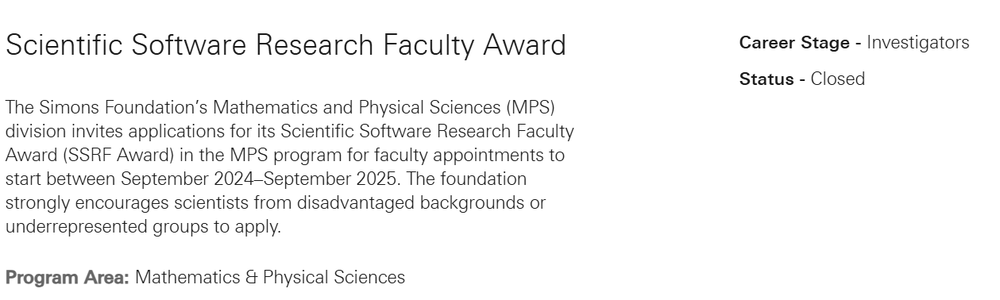 Scientific Software Research Faculty Award
The Simons Foundation’s Mathematics and Physical Sciences (MPS)
division invites applications for its Scientific Software Research Faculty
Award (SSRF Award) in the MPS program for faculty appointments to
start between September 2024–September 2025. The foundation
strongly encourages scientists from disadvantaged backgrounds or
underrepresented groups to apply.
Program Area: Mathematics & Physical Sciences
Career Stage - Investigators
Status - Closed